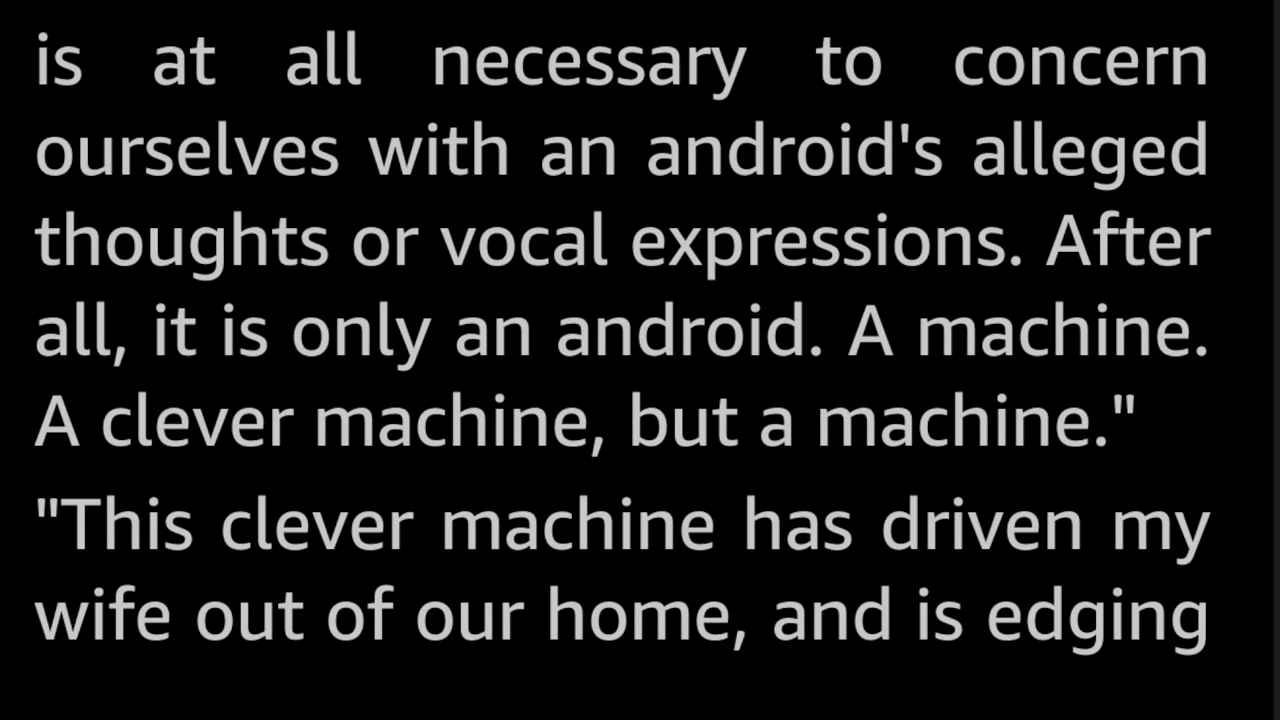 is at all necessary to concern
ourselves with an android's alleged
thoughts or vocal expressions. After
all, it is only an android. A machine.
A clever machine, but a machine."
"This clever machine has driven my
wife out of our home, and is edging